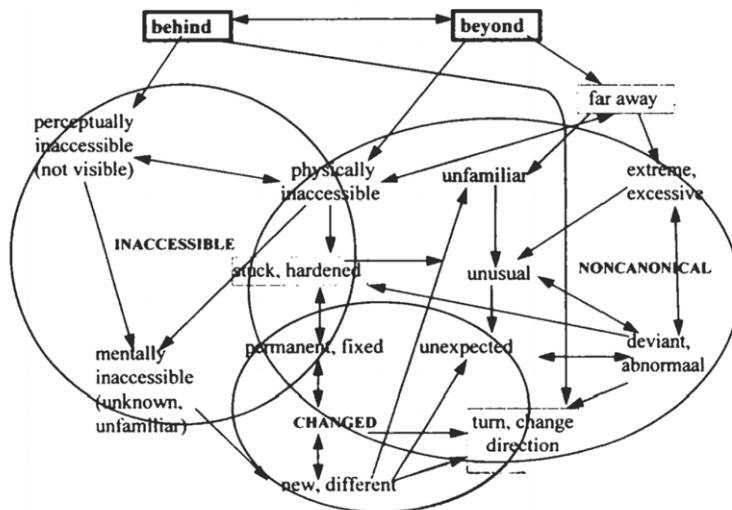 behind
beyond
far away
perceptually
inaccessible
(not visible)
physically
inaccessible
unfamiliar
extreme,
excessive
INACCESSIBLE
stuck, hardened
unusual
NONCANONICAL
mentally
inaccessible
(unknown,
unfamiliar)
permanent, fixed
unexpected
deviant,
abnormaal
CHANGED
turn, change
direction
new, different